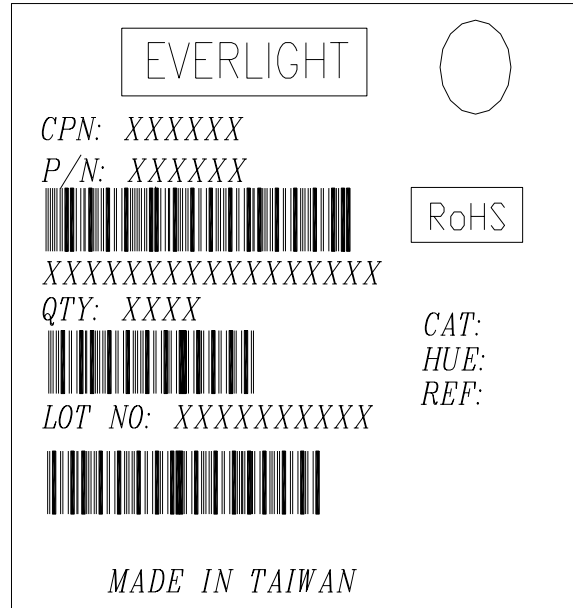 EVERLIGHT
CPN: XXXXXX
P/N: XXXXXX
RoHS
XXXXXXXXXXXXXXXXX
QTY: XXXX
CAT:
HUE:
REF:
LOT NO: XXXXXXXXXX
MADE IN TAIWAN